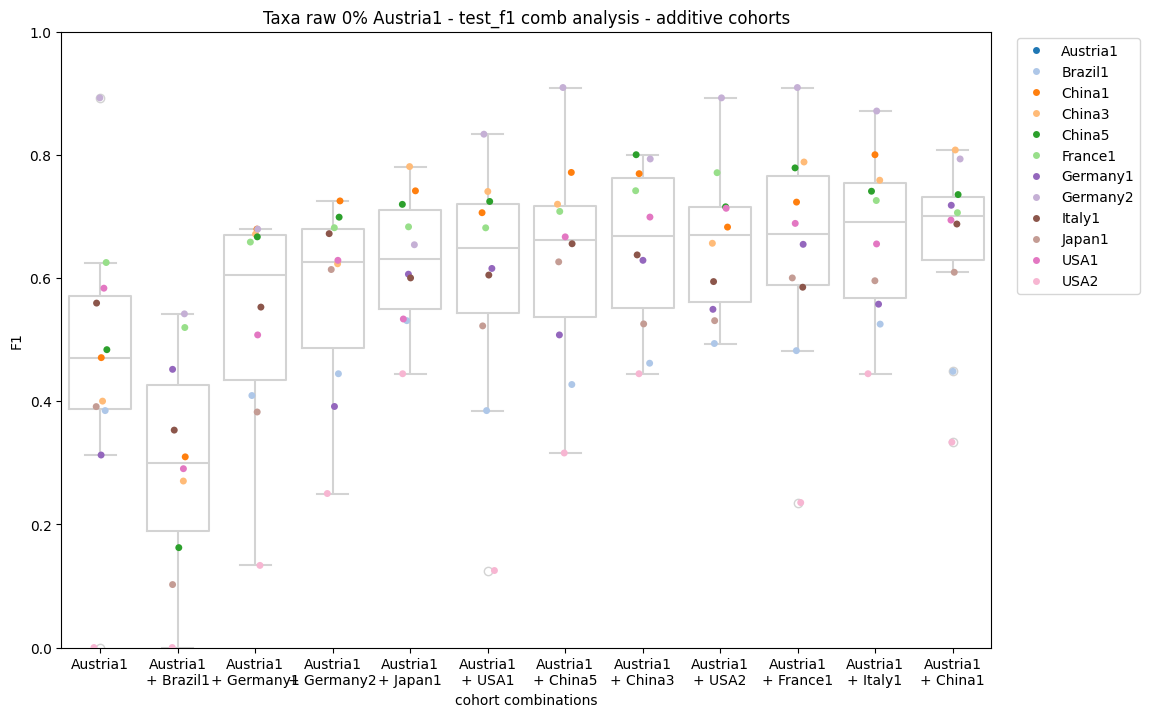 Taxa raw 0% Austria1 - test_f1 comb analysis - additive cohorts
F1
1.0
0.8
0.6
0.4
0.2
0.0
Austria1
Austria1
+ Brazil1
Austria1
+ Germany1
Austria1
+ Germany2
Austria1
+ Japan1
Austria1
+ USA1
Austria1
+ China5
Austria1
+ China3
Austria1
+ USA2
Austria1
+ France1
Austria1
+ Italy1
Austria1
+ China1
cohort combinations
Austria1
Brazil1
China1
China3
China5
France1
Germany1
Germany2
Italy1
Japan1
USA1
USA2